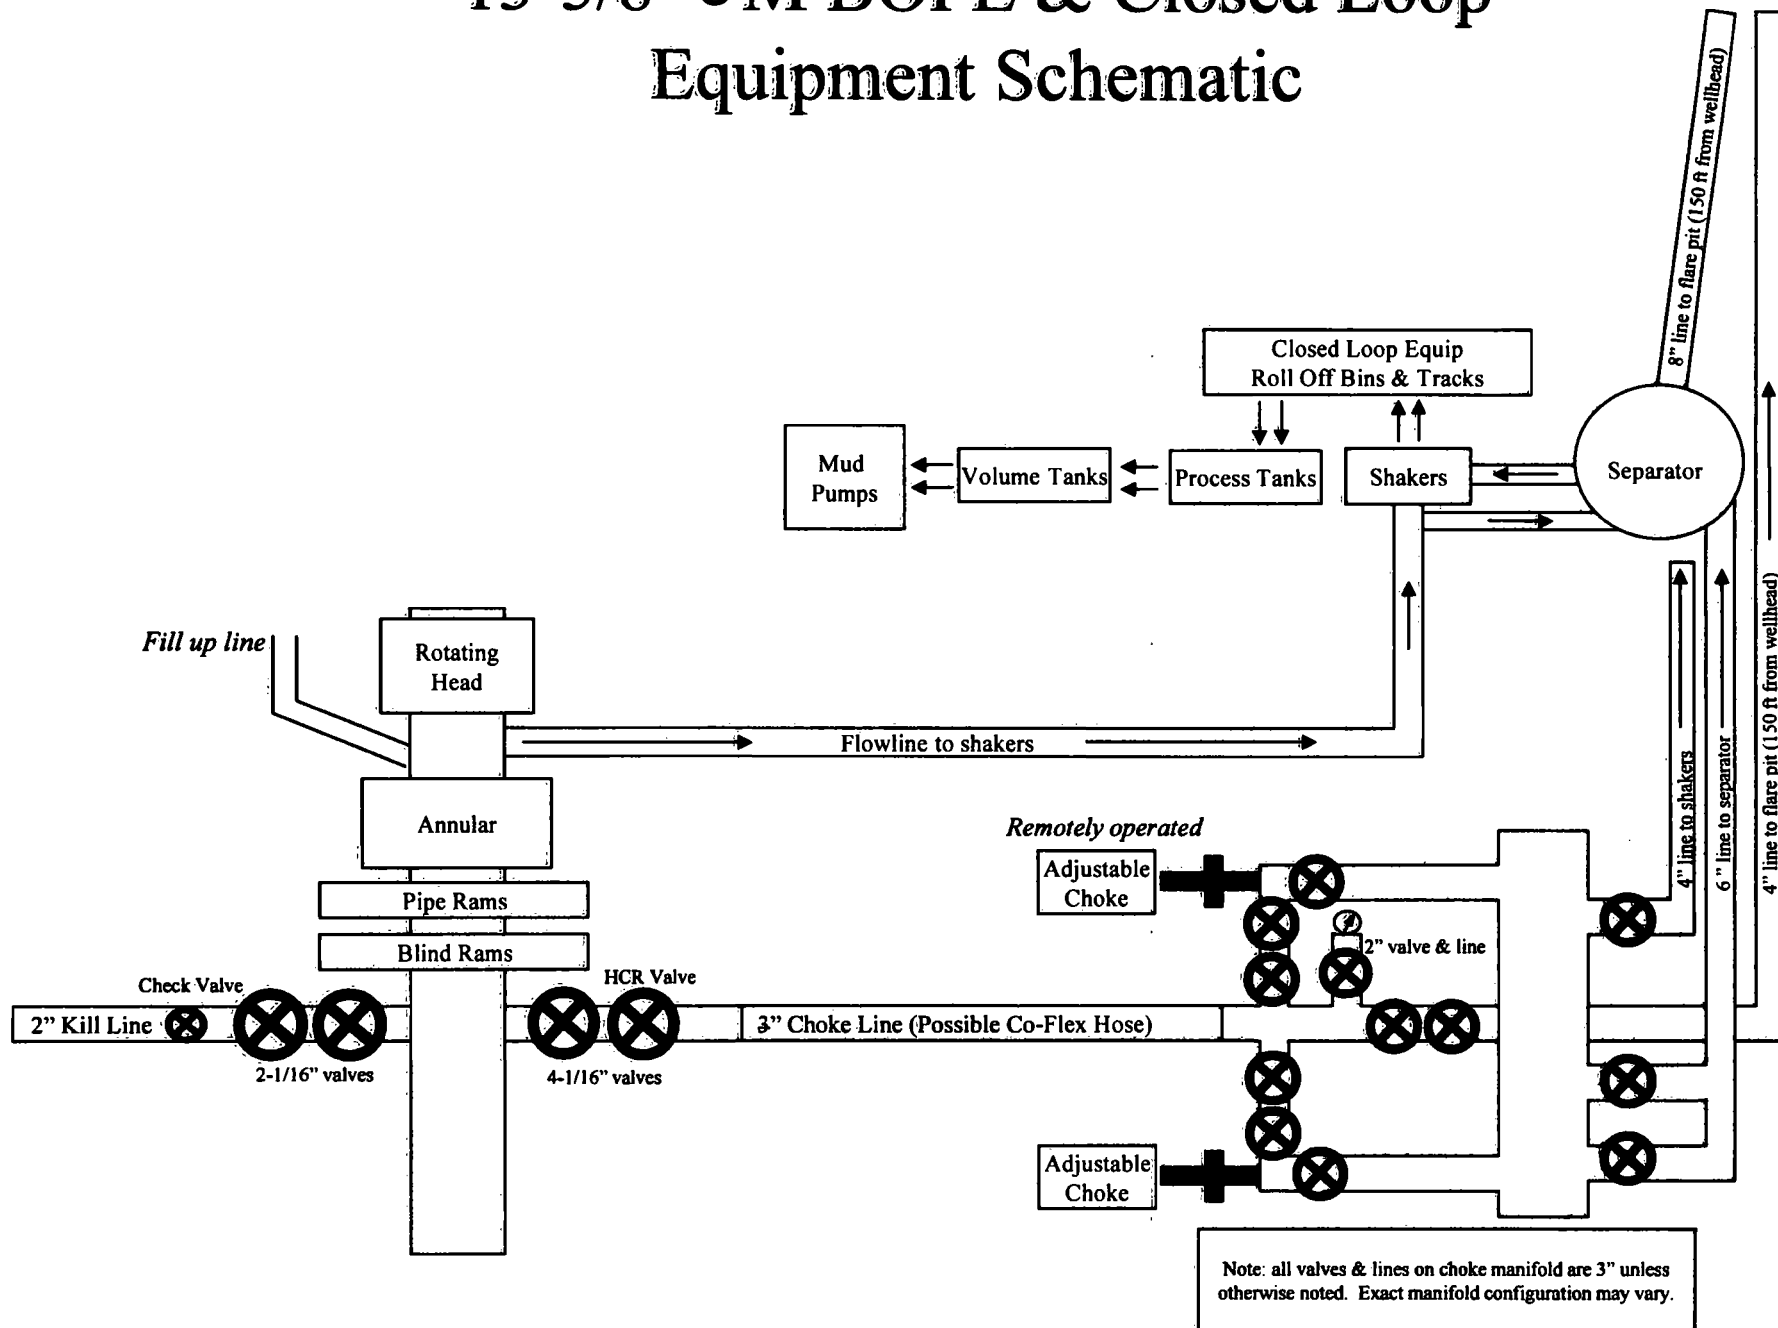 Equipment Schematic
8” line to flare pit (150 ft from wellhead)
Closed Loop Equip
Roll Off Bins & Tracks
Mud
Pumps
Volume Tanks
Process Tanks
Shakers
Separator
Fill up line
Rotating
Head
Flowline to shakers
4” line to shakers
6” line to separator
4” line to flare pit (150 ft from wellhead)
Annular
Remotely operated
Adjustable
Choke
Pipe Rams
Blind Rams
2” valve & line
Check Valve
HCR Valve
2” Kill Line
3” Choke Line (Possible Co-Flex Hose)
2-1/16” valves
4-1/16” valves
Adjustable
Choke
Note: all valves & lines on choke manifold are 3” unless
otherwise noted. Exact manifold configuration may vary.